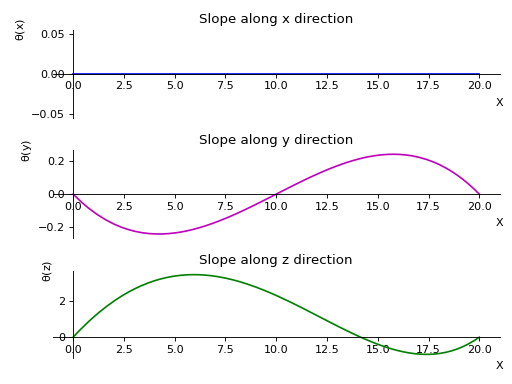 Slope along x direction
θ(x)
0.05
0.00
−0.05
0.0 2.5 5.0 7.5 10.0 12.5 15.0 17.5 20.0
X
Slope along y direction
θ(y)
0.2
0.0
−0.2
0.0 2.5 5.0 7.5 10.0 12.5 15.0 17.5 20.0
X
Slope along z direction
θ(z)
2
0
0.0 2.5 5.0 7.5 10.0 12.5 15.0 17.5 20.0
X